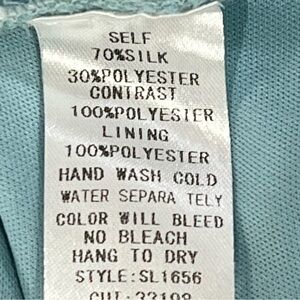 SELF
70%SILK
30%POLYESTER
CONTRAST
100%POLYESTER
LINING
100%POLYESTER
HAND WASH COLD
WATER SEPARA TELY
COLOR WILL BLEED
NO BLEACH
HANG TO DRY
STYLE:SL1656